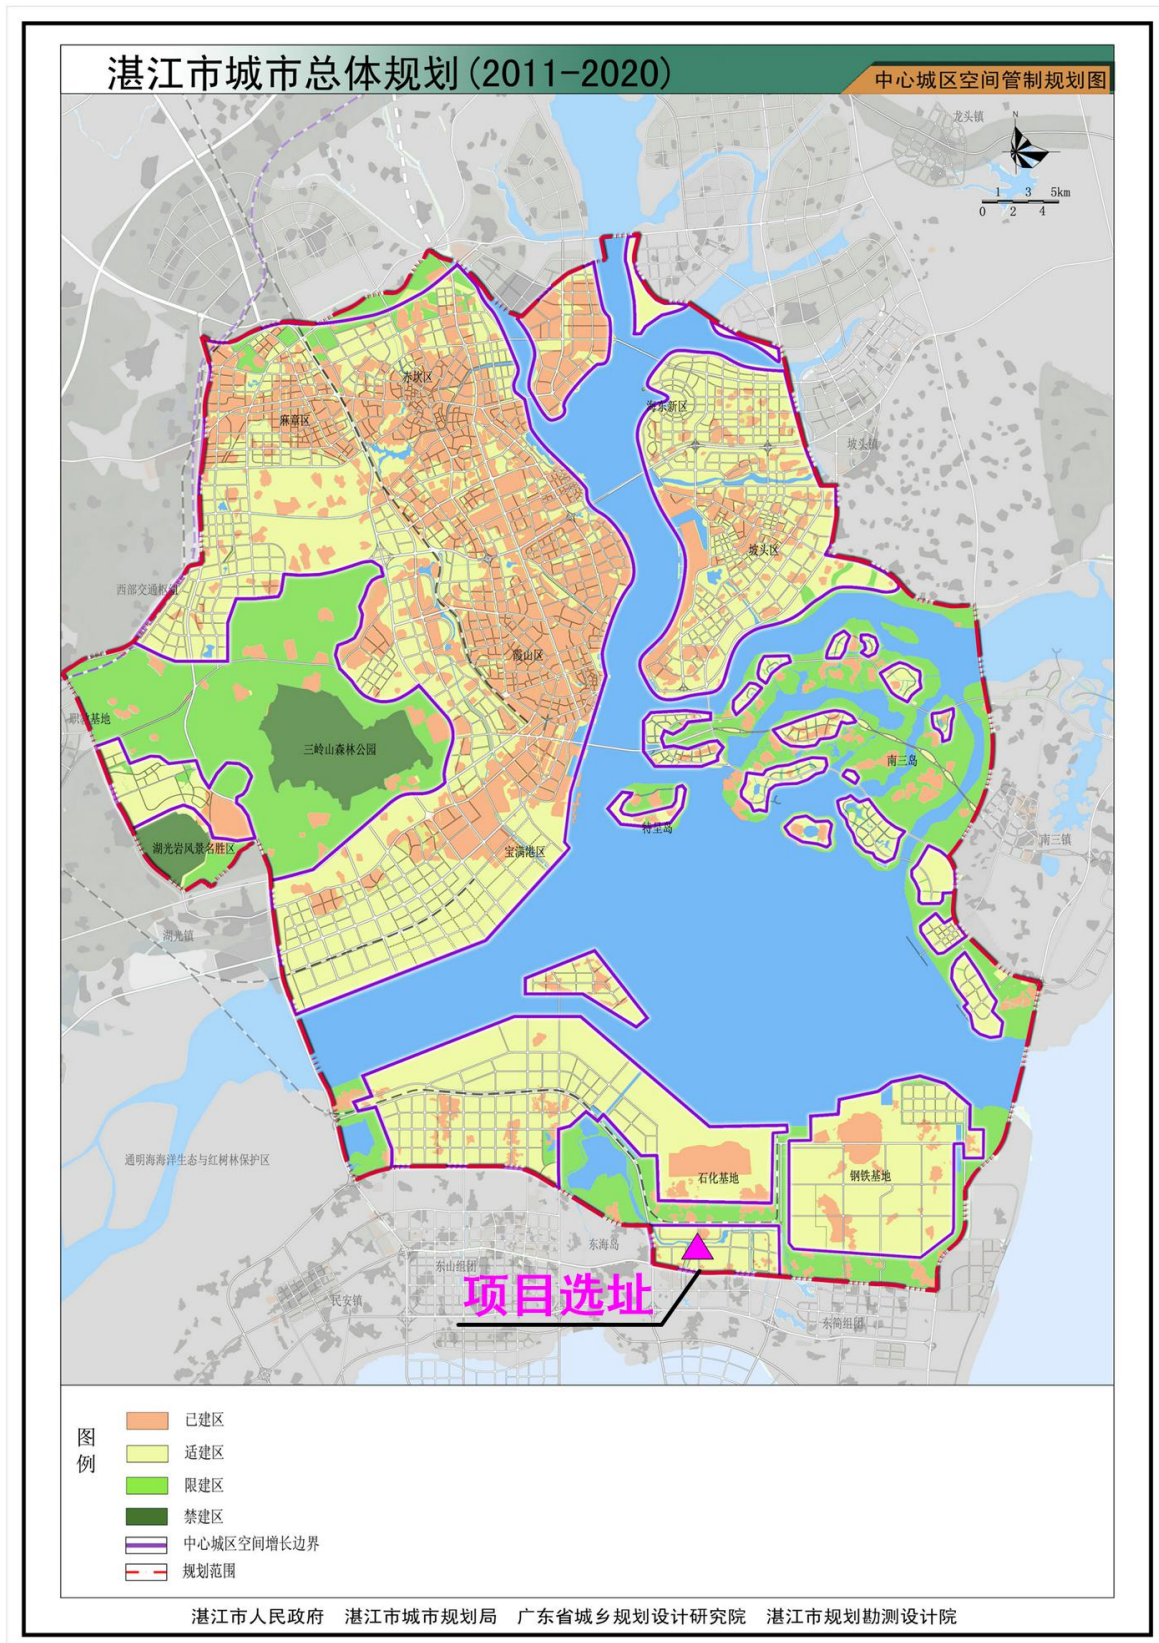 湛江市城市总体规划(2011-2020)
中心城区空间管制规划图
龙头镇
N
1 3 5km
0 2 4
赤坎区
麻章区
海东新区
坡头镇
坡头区
西部交通枢纽
霞山区
职教基地
三岭山森林公园
南三岛
特呈岛
南三镇
湖光岩风景名胜区
宝满港区
湖光镇
通明海海洋生态与红树林保护区
石化基地
钢铁基地
东海岛
东山组团
项目选址
民安镇
东简组团
图例
已建区
适建区
限建区
禁建区
中心城区空间增长边界
规划范围
湛江市人民政府 湛江市城市规划局 广东省城乡规划设计研究院 湛江市规划勘测设计院